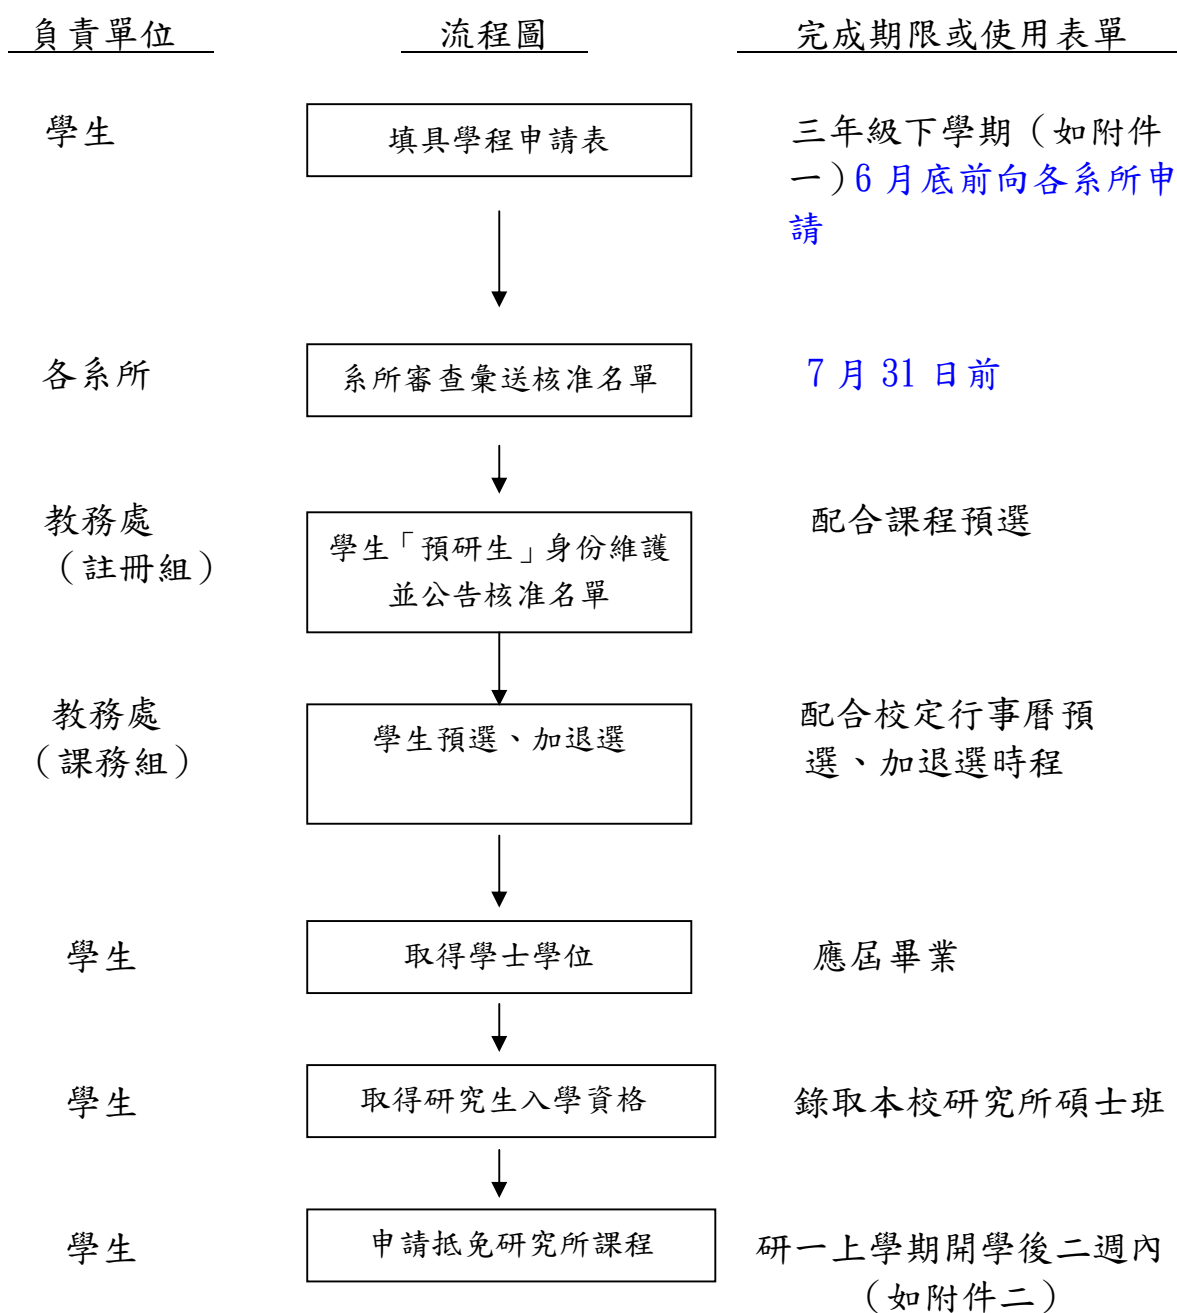 負責單位 流程圖 完成期限或使用表單
學生 填具學程申請表 三年級下學期（如附件
一）6月底前向各系所申
請
各系所 系所審查彙送核准名單 7月31日前
教務處 配合課程預選
（註冊組） 學生「預研生」身份維護
並公告核准名單
教務處 學生預選、加退選 配合校定行事曆預
（課務組） 選、加退選時程
學生 取得學士學位 應屆畢業
學生 取得研究生入學資格 錄取本校研究所碩士班
學生 申請抵免研究所課程 研一上學期開學後二週內
（如附件二）